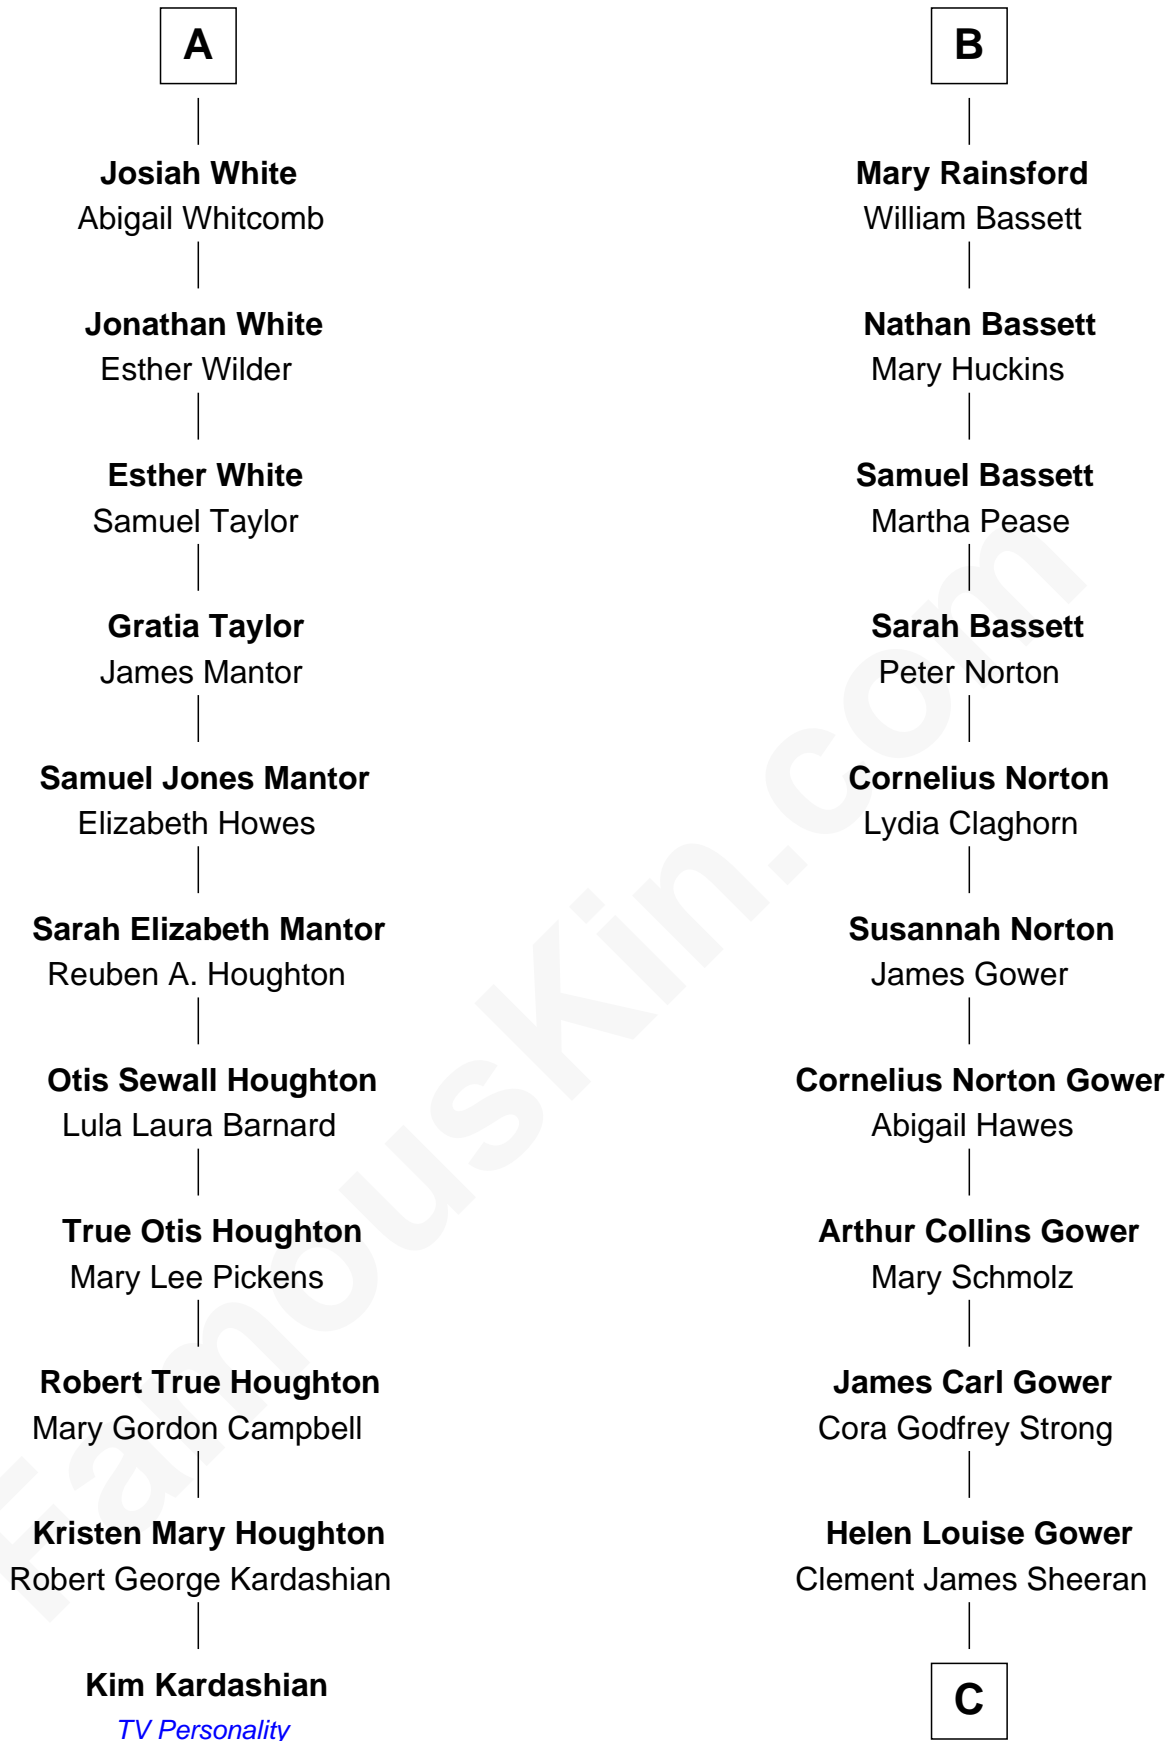 A
Josiah White
Abigail Whitcomb
Jonathan White
Esther Wilder
Esther White
Samuel Taylor
Gratia Taylor
James Mantor
Samuel Jones Mantor
Elizabeth Howes
Sarah Elizabeth Mantor
Reuben A. Houghton
Otis Sewall Houghton
Lula Laura Barnard
True Otis Houghton
Mary Lee Pickens
Robert True Houghton
Mary Gordon Campbell
Kristen Mary Houghton
Robert George Kardashian
Kim Kardashian
TV Personality
B
Mary Rainsford
William Bassett
Nathan Bassett
Mary Huckins
Samuel Bassett
Martha Pease
Sarah Bassett
Peter Norton
Cornelius Norton
Lydia Claghorn
Susannah Norton
James Gower
Cornelius Norton Gower
Abigail Hawes
Arthur Collins Gower
Mary Schmolz
James Carl Gower
Cora Godfrey Strong
Helen Louise Gower
Clement James Sheeran
C
FamousKin.com